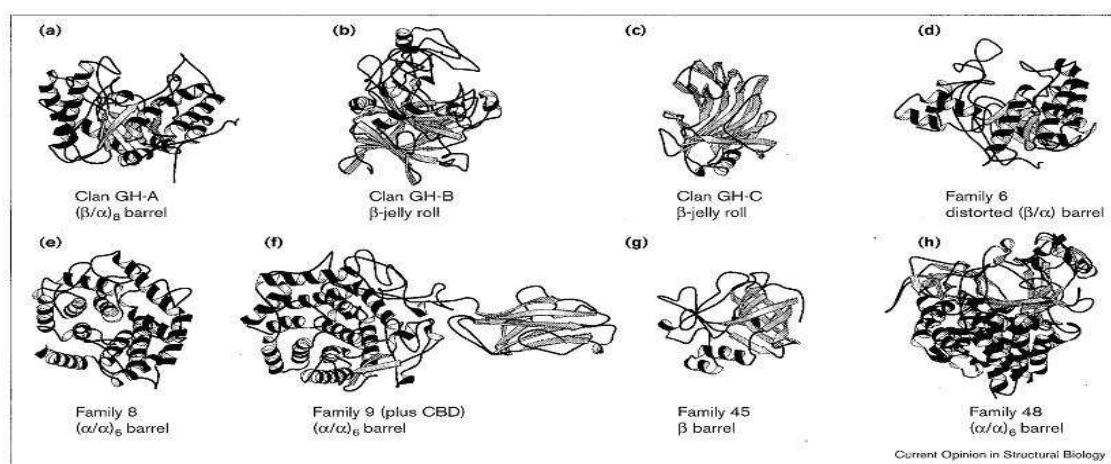 (a)
(b)
(c)
(d)
Clan GH-A
(β/α)₈ barrel
Clan GH-B
β-jelly roll
Clan GH-C
β-jelly roll
Family 6
distorted (β/α) barrel
(e)
(f)
(g)
(h)
Family 8
(α/α)₆ barrel
Family 9 (plus CBD)
(α/α)₆ barrel
Family 45
β barrel
Family 48
(α/α)₆ barrel
Current Opinion in Structural Biology